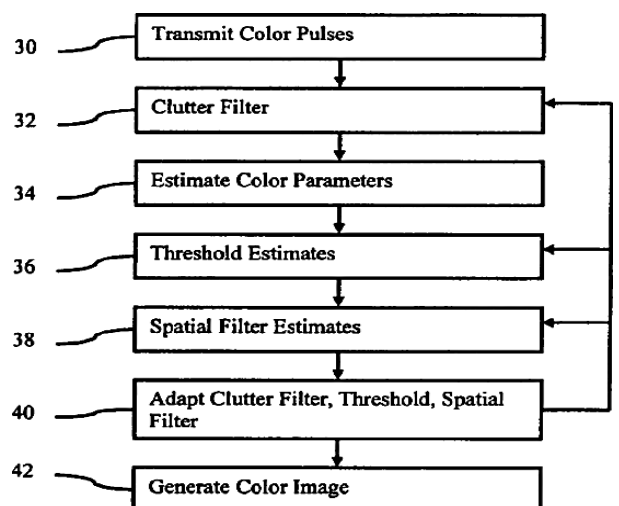 30 Transmit Color Pulses
32 Clutter Filter
34 Estimate Color Parameters
36 Threshold Estimates
38 Spatial Filter Estimates
40 Adapt Clutter Filter, Threshold, Spatial
Filter
42 Generate Color Image